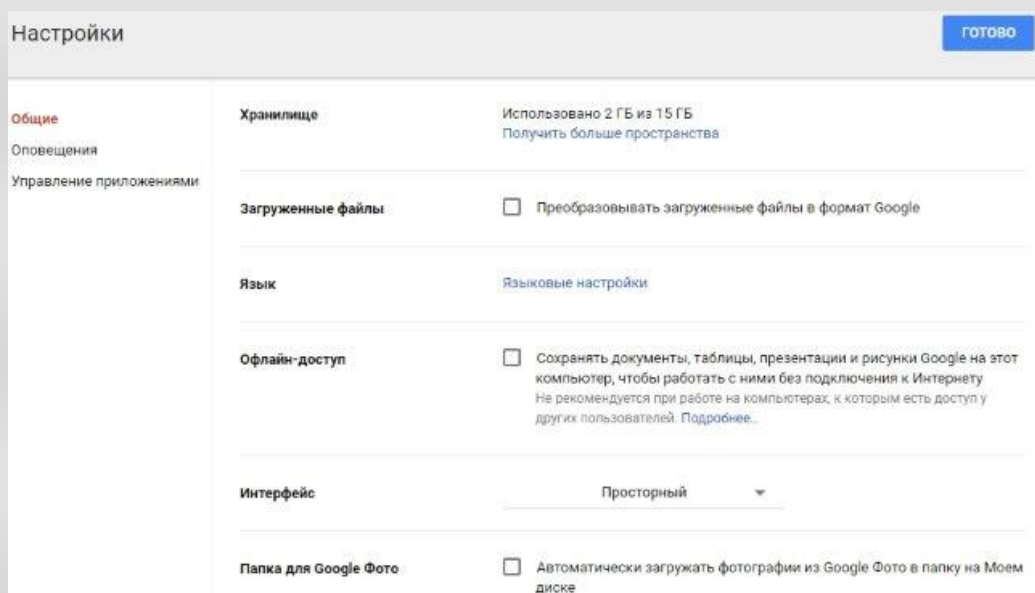 Настройки
ГОТОВО
Общие
Оповещения
Управление приложениями
Хранилище
Использовано 2 ГБ из 15 ГБ
Получить больше пространства
Загруженные файлы
Преобразовывать загруженные файлы в формат Google
Язык
Языковые настройки
Офлайн-доступ
Сохранять документы, таблицы, презентации и рисунки Google на этот
компьютер, чтобы работать с ними без подключения к Интернету
Не рекомендуется при работе на компьютерах, к которым есть доступ у
других пользователей. Подробнее...
Интерфейс
Просторный
Папка для Google Фото
Автоматически загружать фотографии из Google Фото в папку на Моем
диске